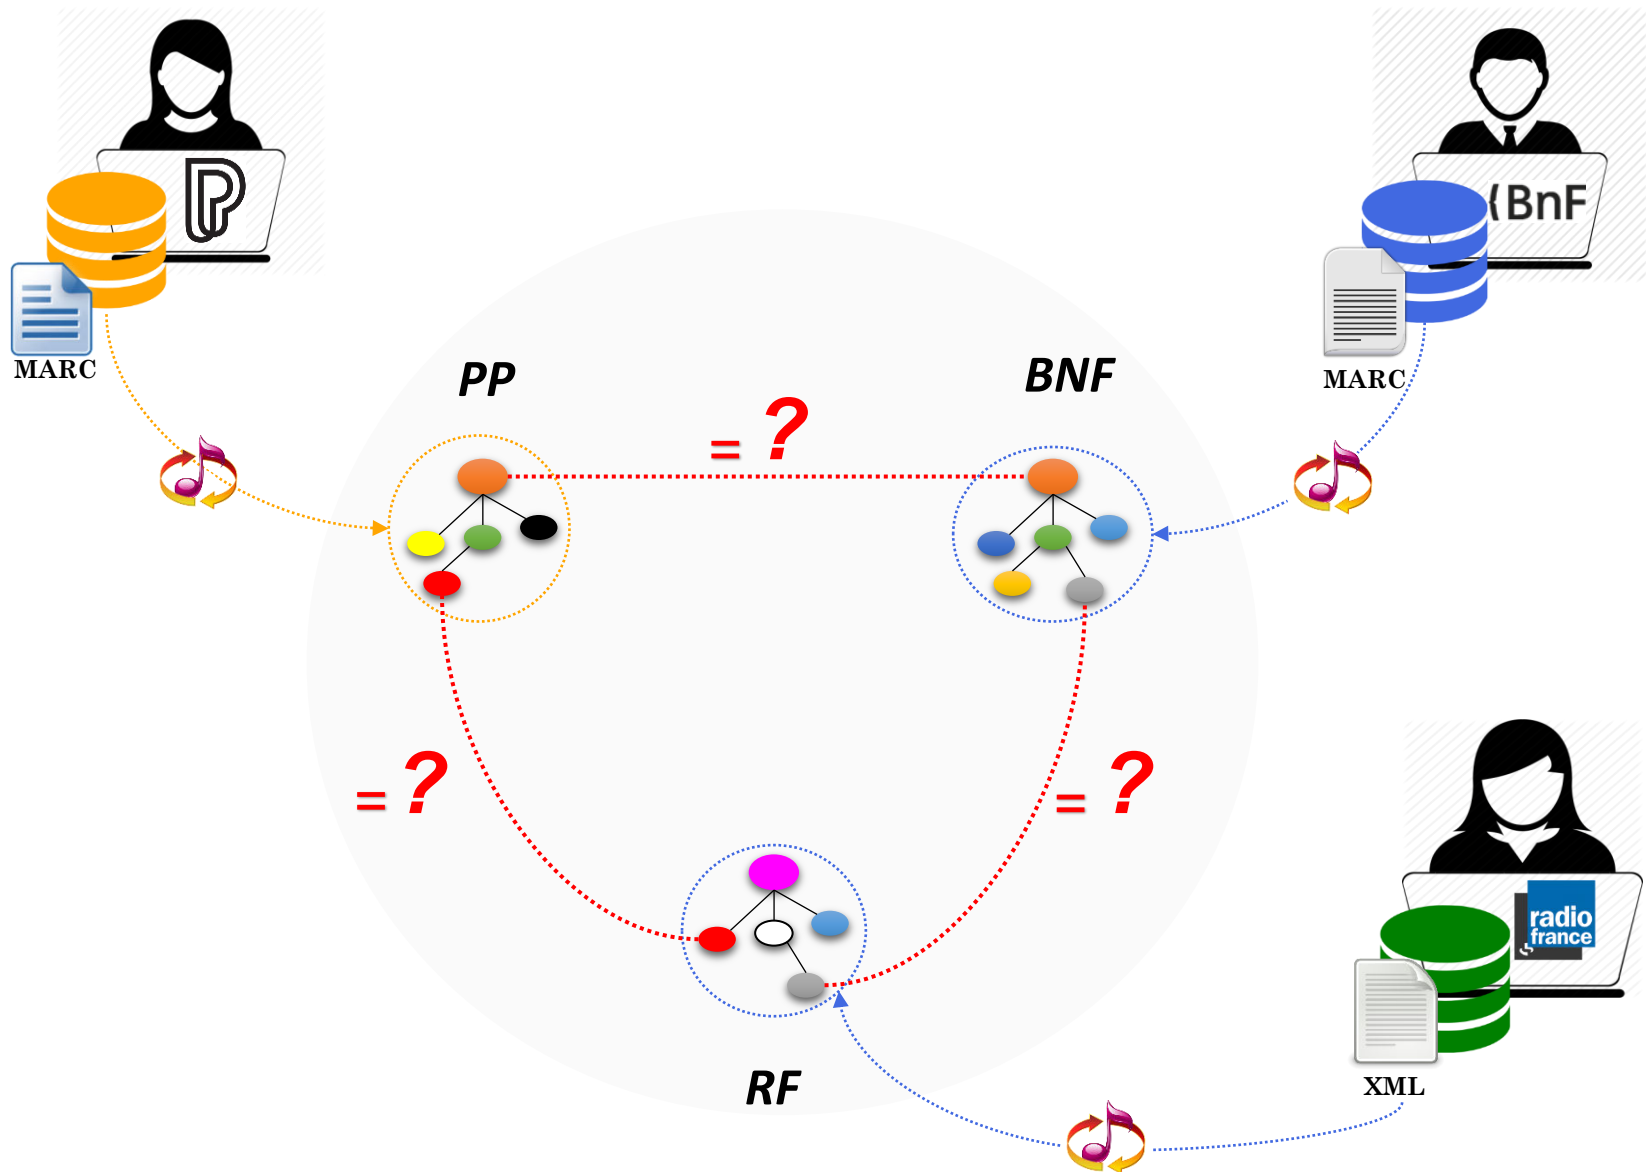 P
{BnF
MARC
MARC
PP
BNF
= ?
= ?
= ?
radio
france
RF
XML